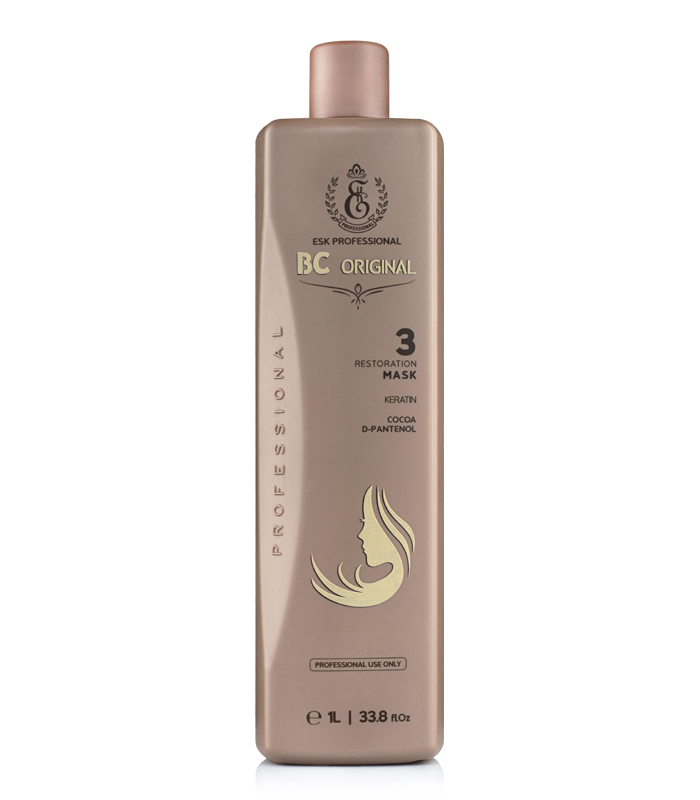 PROFESSIONAL
ESK PROFESSIONAL
BC ORIGINAL
PROFESSIONAL
3
RESTORATION
MASK
KERATIN
COCOA
D-PANTENOL
PROFESSIONAL USE ONLY
℮ 1L | 33.8 fl.Oz